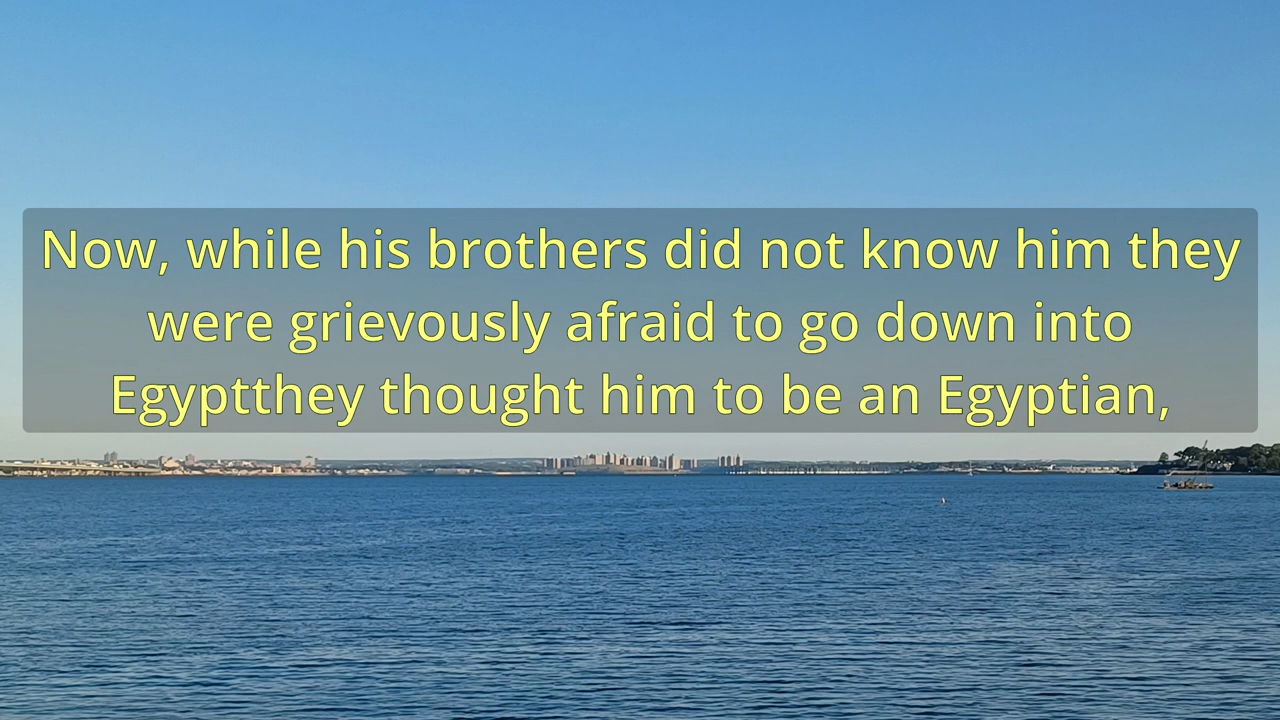 Now, while his brothers did not know him they
were grievously afraid to go down into
Egyptthey thought him to be an Egyptian,